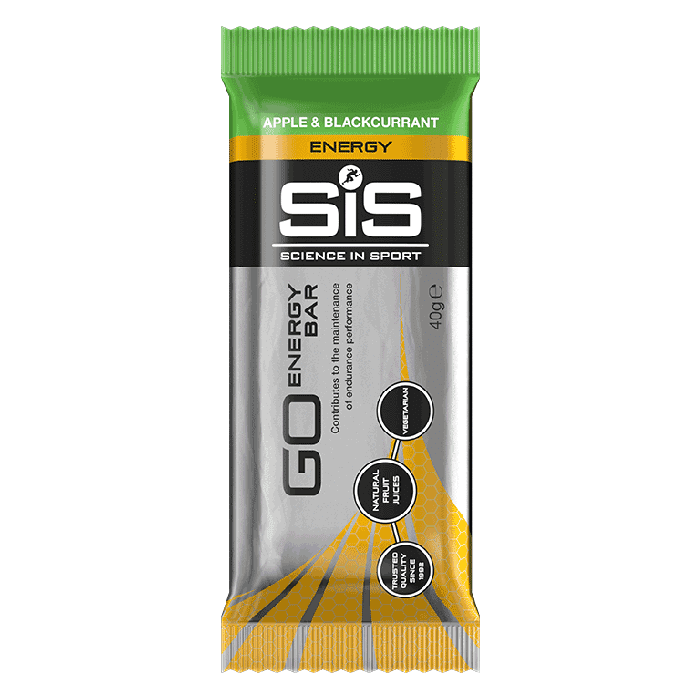 APPLE & BLACKCURRANT
ENERGY
SiS
SCIENCE IN SPORT
GO
ENERGY
BAR
Contributes to the maintenance
of endurance performance
40g℮
VEGETARIAN
NATURAL
FRUIT
JUICES
TRUSTED
QUALITY
SINCE
1992